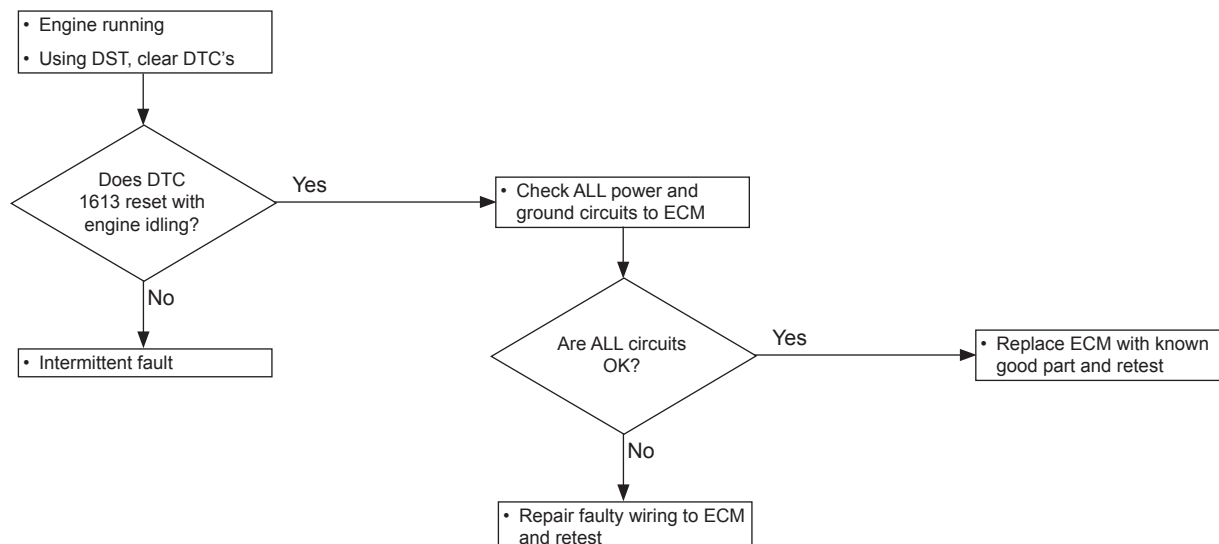 • Engine running
• Using DST, clear DTC's
Does DTC
1613 reset with
engine idling?
Yes
No
• Intermittent fault
• Check ALL power and
ground circuits to ECM
Are ALL circuits
OK?
Yes
No
• Replace ECM with known
good part and retest
• Repair faulty wiring to ECM
and retest